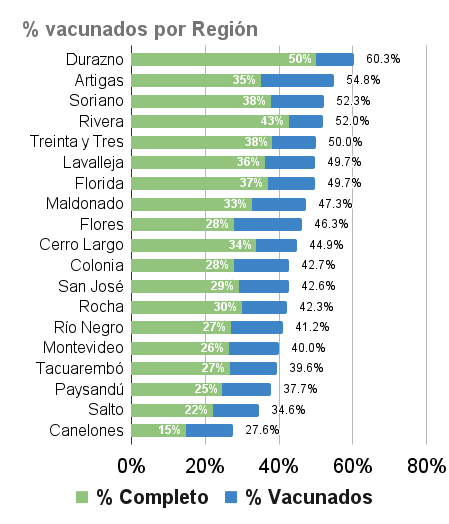 % vacunados por Región
Durazno 50% 60.3%
Artigas 35% 54.8%
Soriano 38% 52.3%
Rivera 43% 52.0%
Treinta y Tres 38% 50.0%
Lavalleja 36% 49.7%
Florida 37% 49.7%
Maldonado 33% 47.3%
Flores 28% 46.3%
Cerro Largo 34% 44.9%
Colonia 28% 42.7%
San José 29% 42.6%
Rocha 30% 42.3%
Río Negro 27% 41.2%
Montevideo 26% 40.0%
Tacuarembó 27% 39.6%
Paysandú 25% 37.7%
Salto 22% 34.6%
Canelones 15% 27.6%
0% 20% 40% 60% 80%
% Completo % Vacunados